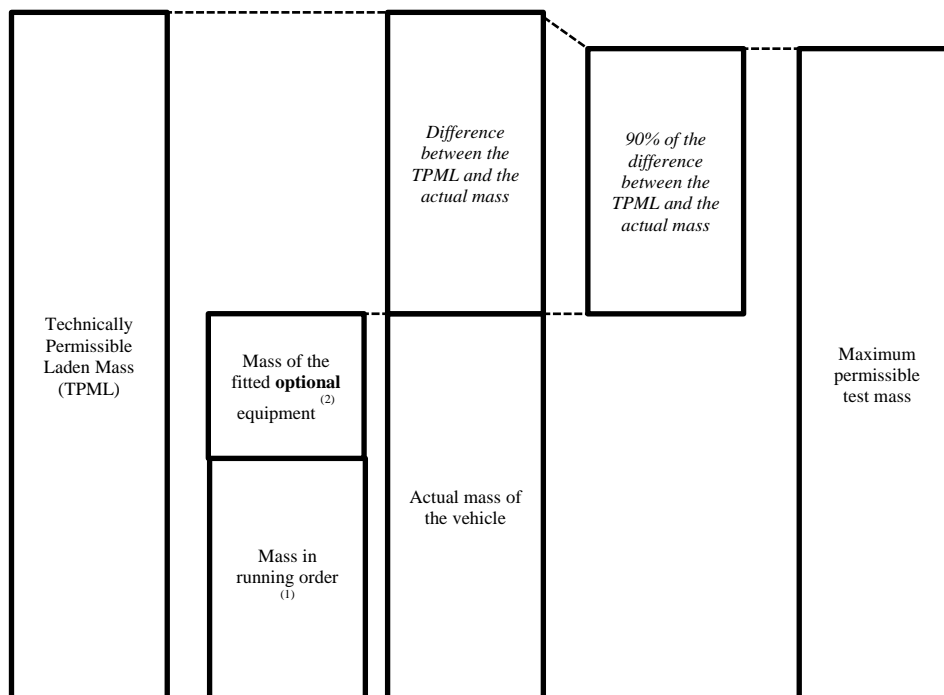 Technically
Permissible
Laden Mass
(TPML)
Mass of the
fitted optional
equipment (2)
Mass in
running order
(1)
Difference
between the
TPML and the
actual mass
Actual mass of
the vehicle
90% of the
difference
between the
TPML and the
actual mass
Maximum
permissible
test mass